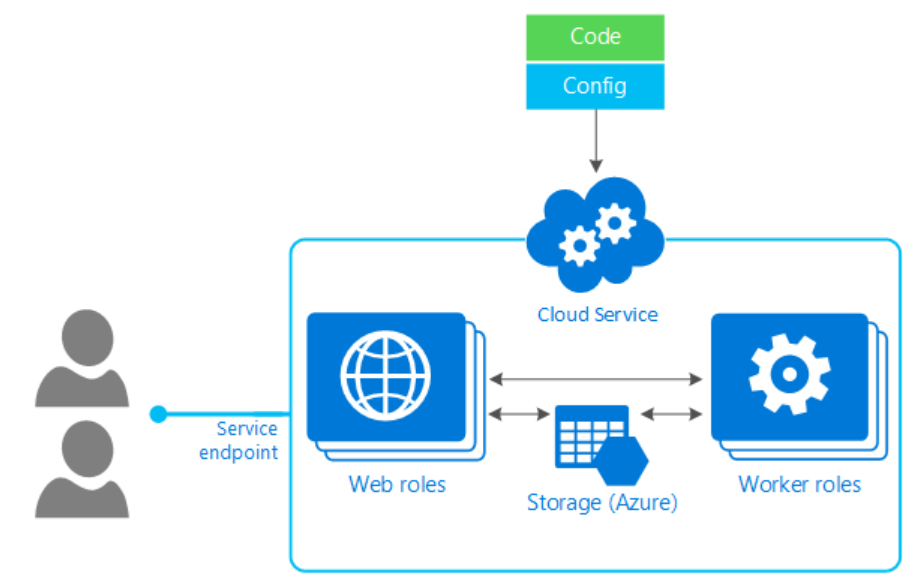 Code
Config
Cloud Service
Service
endpoint
Web roles
Storage (Azure)
Worker roles